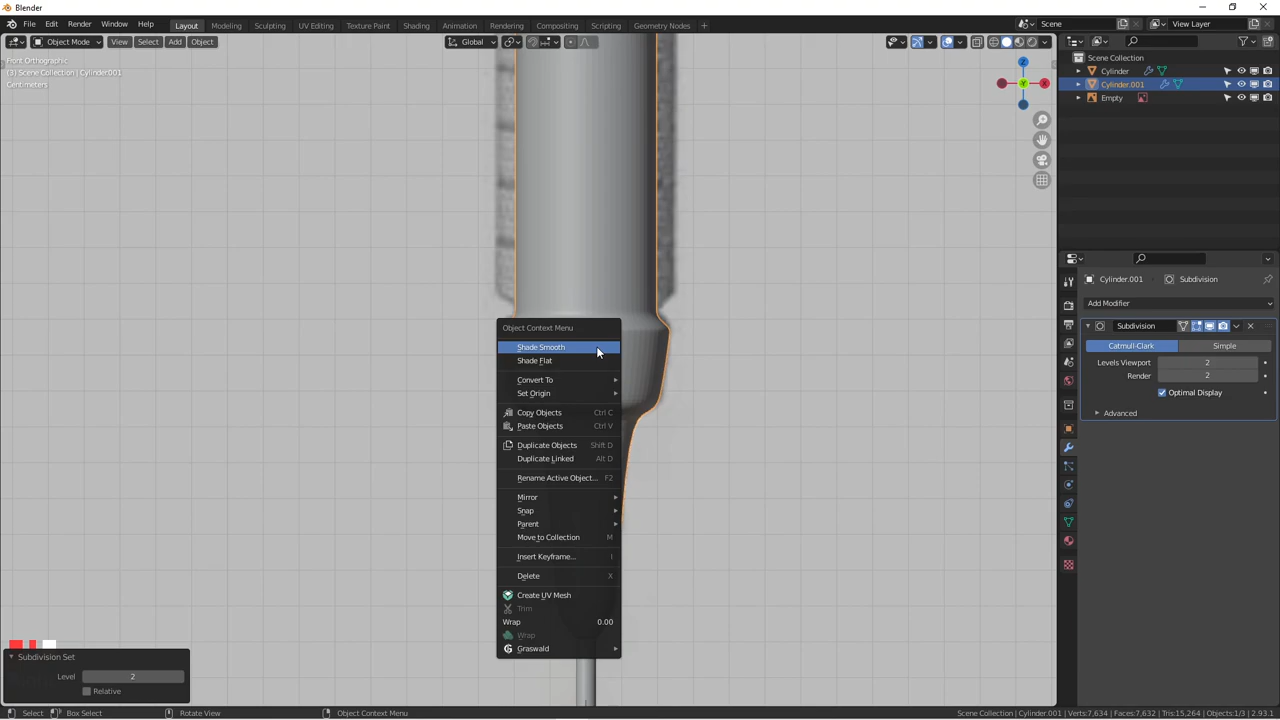 Blender
File Edit Render Window Help Layout Modeling Sculpting UV Editing Texture Paint Shading Animation Rendering Compositing Scripting Geometry Nodes + Scene View Layer
Object Mode View Select Add Object Global
Front Orthographic
(3) Scene Collection | Cylinder.001
Centimeters
Z
X
Y
Scene Collection
Cylinder
Cylinder.001
Empty
Cylinder.001 Subdivision
Add Modifier
Subdivision
Catmull-Clark Simple
Levels Viewport 2
Render 2
Optimal Display
Advanced
Object Context Menu
Shade Smooth
Shade Flat
Convert To
Set Origin
Copy Objects Ctrl C
Paste Objects Ctrl V
Duplicate Objects Shift D
Duplicate Linked Alt D
Rename Active Object... F2
Mirror
Snap
Parent
Move to Collection M
Insert Keyframe... I
Delete X
Create UV Mesh
Trim
Wrap 0.00
Wrap
Graswald
Subdivision Set
Level 2
Relative
Select Box Select Rotate View Object Context Menu Scene Collection | Cylinder.001 | Verts:7,634 | Faces:7,632 | Tris:15,264 | Objects:1/3 | 2.93.1